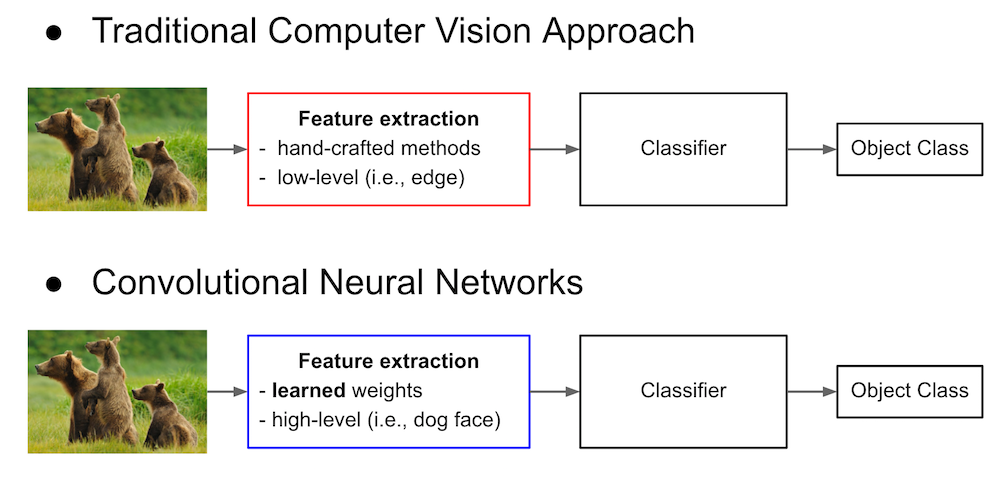 ● Traditional Computer Vision Approach
Feature extraction
- hand-crafted methods
- low-level (i.e., edge)
Classifier
Object Class
● Convolutional Neural Networks
Feature extraction
- learned weights
- high-level (i.e., dog face)
Classifier
Object Class